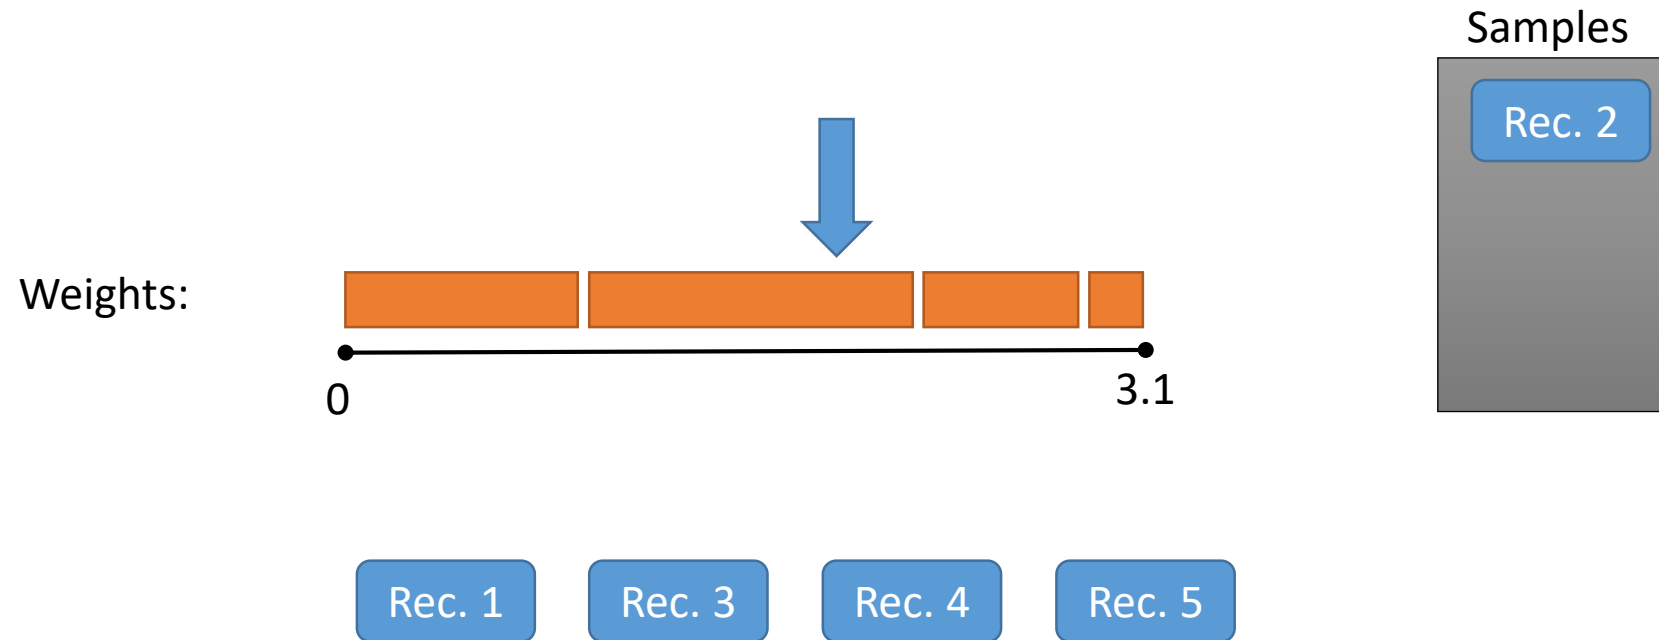 Samples
Rec. 2
Weights:
0
3.1
Rec. 1
Rec. 3
Rec. 4
Rec. 5